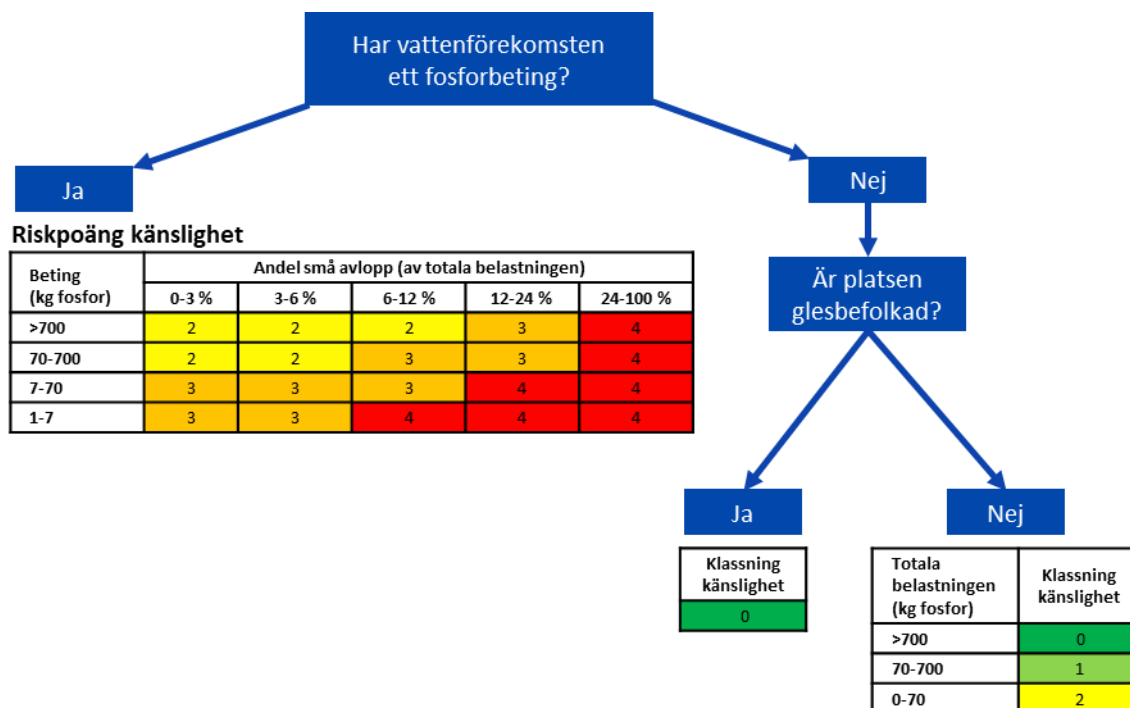 Har vattenförekomsten
ett fosforbeting?
Ja
Nej
Riskpoäng känslighet
Beting
(kg fosfor)
Andel små avlopp (av totala belastningen)
0-3 % 3-6 % 6-12 % 12-24 % 24-100 %
>700 2 2 2 3 4
70-700 2 2 3 3 4
7-70 3 3 3 4 4
1-7 3 3 4 4 4
Är platsen
glesbefolkad?
Ja
Nej
Klassning
känslighet
0
Totala
belastningen
(kg fosfor)
Klassning
känslighet
>700 0
70-700 1
0-70 2